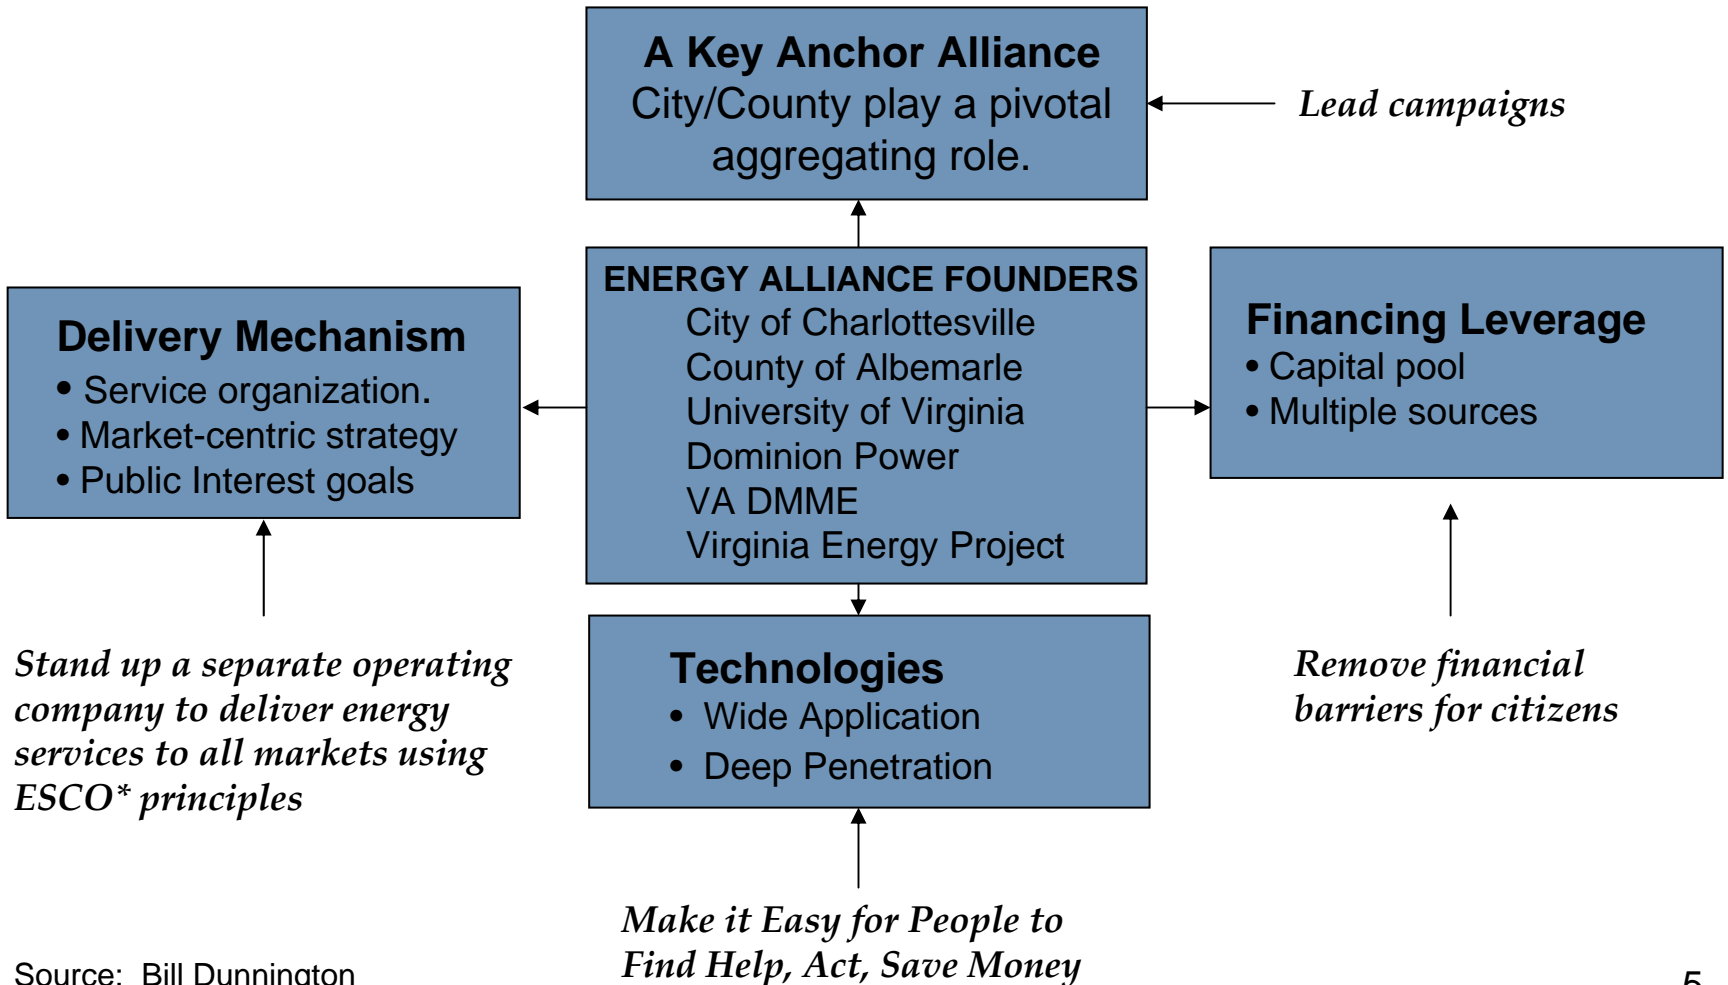 A Key Anchor Alliance
City/County play a pivotal
aggregating role.
Lead campaigns
ENERGY ALLIANCE FOUNDERS
City of Charlottesville
County of Albemarle
University of Virginia
Dominion Power
VA DMME
Virginia Energy Project
Delivery Mechanism
• Service organization.
• Market-centric strategy
• Public Interest goals
Financing Leverage
• Capital pool
• Multiple sources
Stand up a separate operating
company to deliver energy
services to all markets using
ESCO* principles
Technologies
• Wide Application
• Deep Penetration
Remove financial
barriers for citizens
Make it Easy for People to
Find Help, Act, Save Money
Source: Bill Dunnington
5